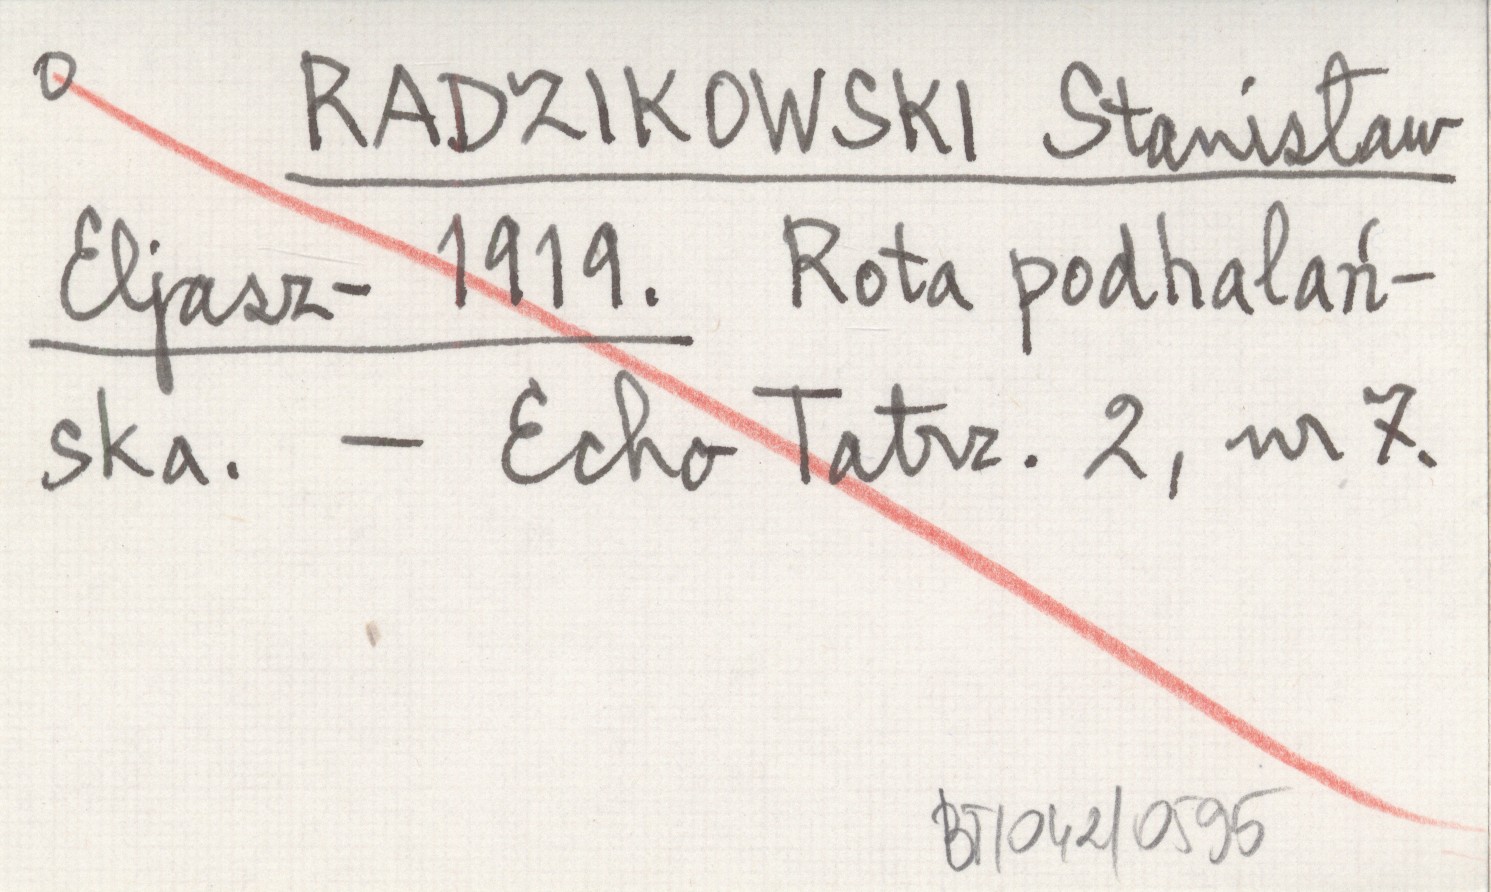 O RADZIKOWSKI Stanisław
Eljasz- 1919. Rota podhalań-
ska. — Echo Tatrz. 2, nr 7.
BT/042/0595